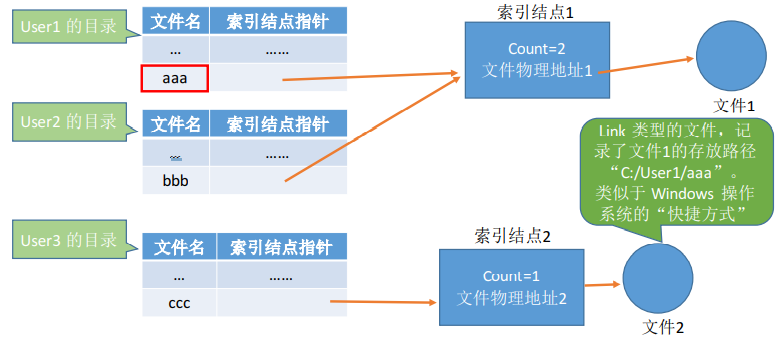 User1 的目录
文件名 索引结点指针
... ……
aaa
User2 的目录
文件名 索引结点指针
... ……
bbb
User3 的目录
文件名 索引结点指针
... ……
ccc
索引结点1
Count=2
文件物理地址1
文件1
Link 类型的文件，记
录了文件1的存放路径
“C:/User1/aaa”。
类似于 Windows 操作
系统的“快捷方式”
索引结点2
Count=1
文件物理地址2
文件2